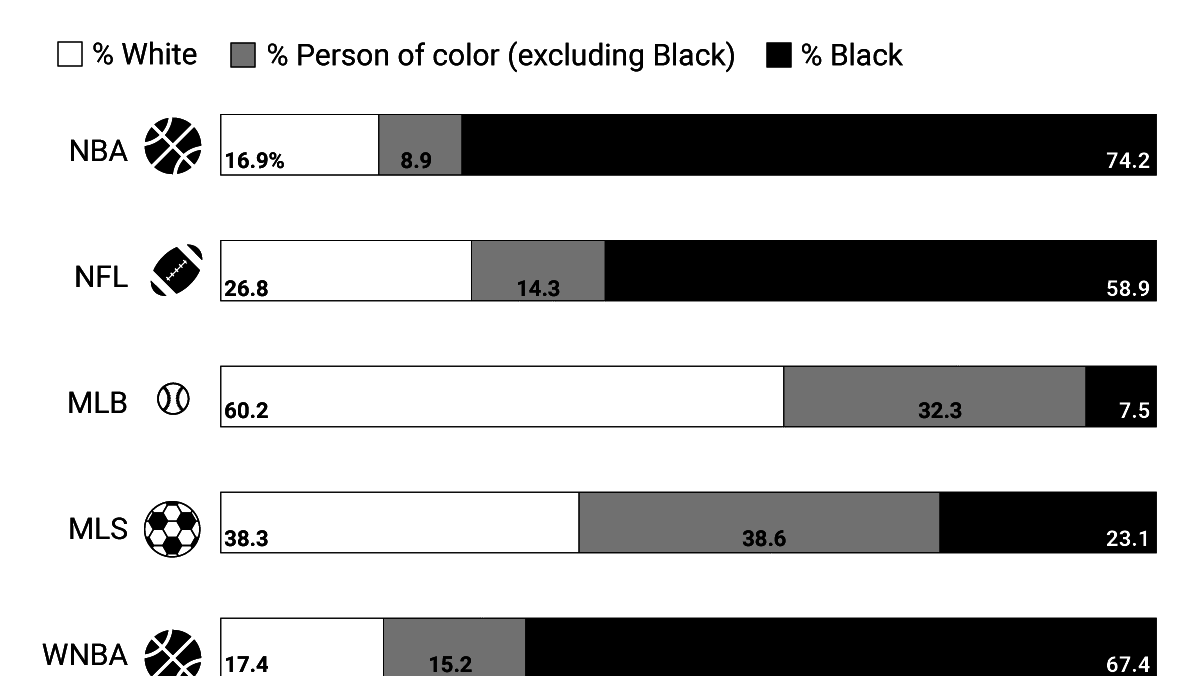 % White % Person of color (excluding Black) % Black
NBA 16.9% 8.9 74.2
NFL 26.8 14.3 58.9
MLB 60.2 32.3 7.5
MLS 38.3 38.6 23.1
WNBA 17.4 15.2 67.4